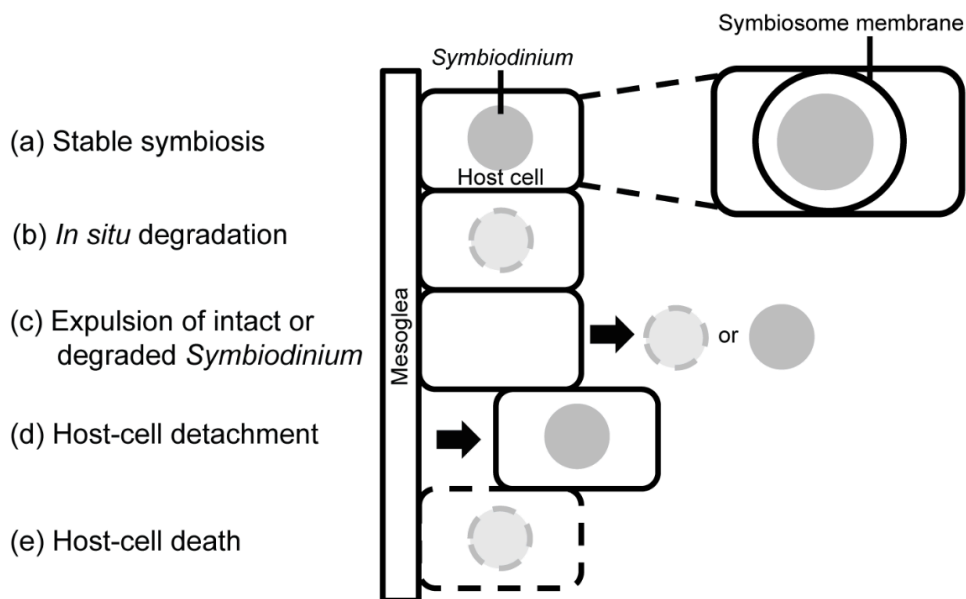 Symbiosome membrane
Symbiodinium
(a) Stable symbiosis
Host cell
(b) In situ degradation
(c) Expulsion of intact or
degraded Symbiodinium
or
Mesoglea
(d) Host-cell detachment
(e) Host-cell death